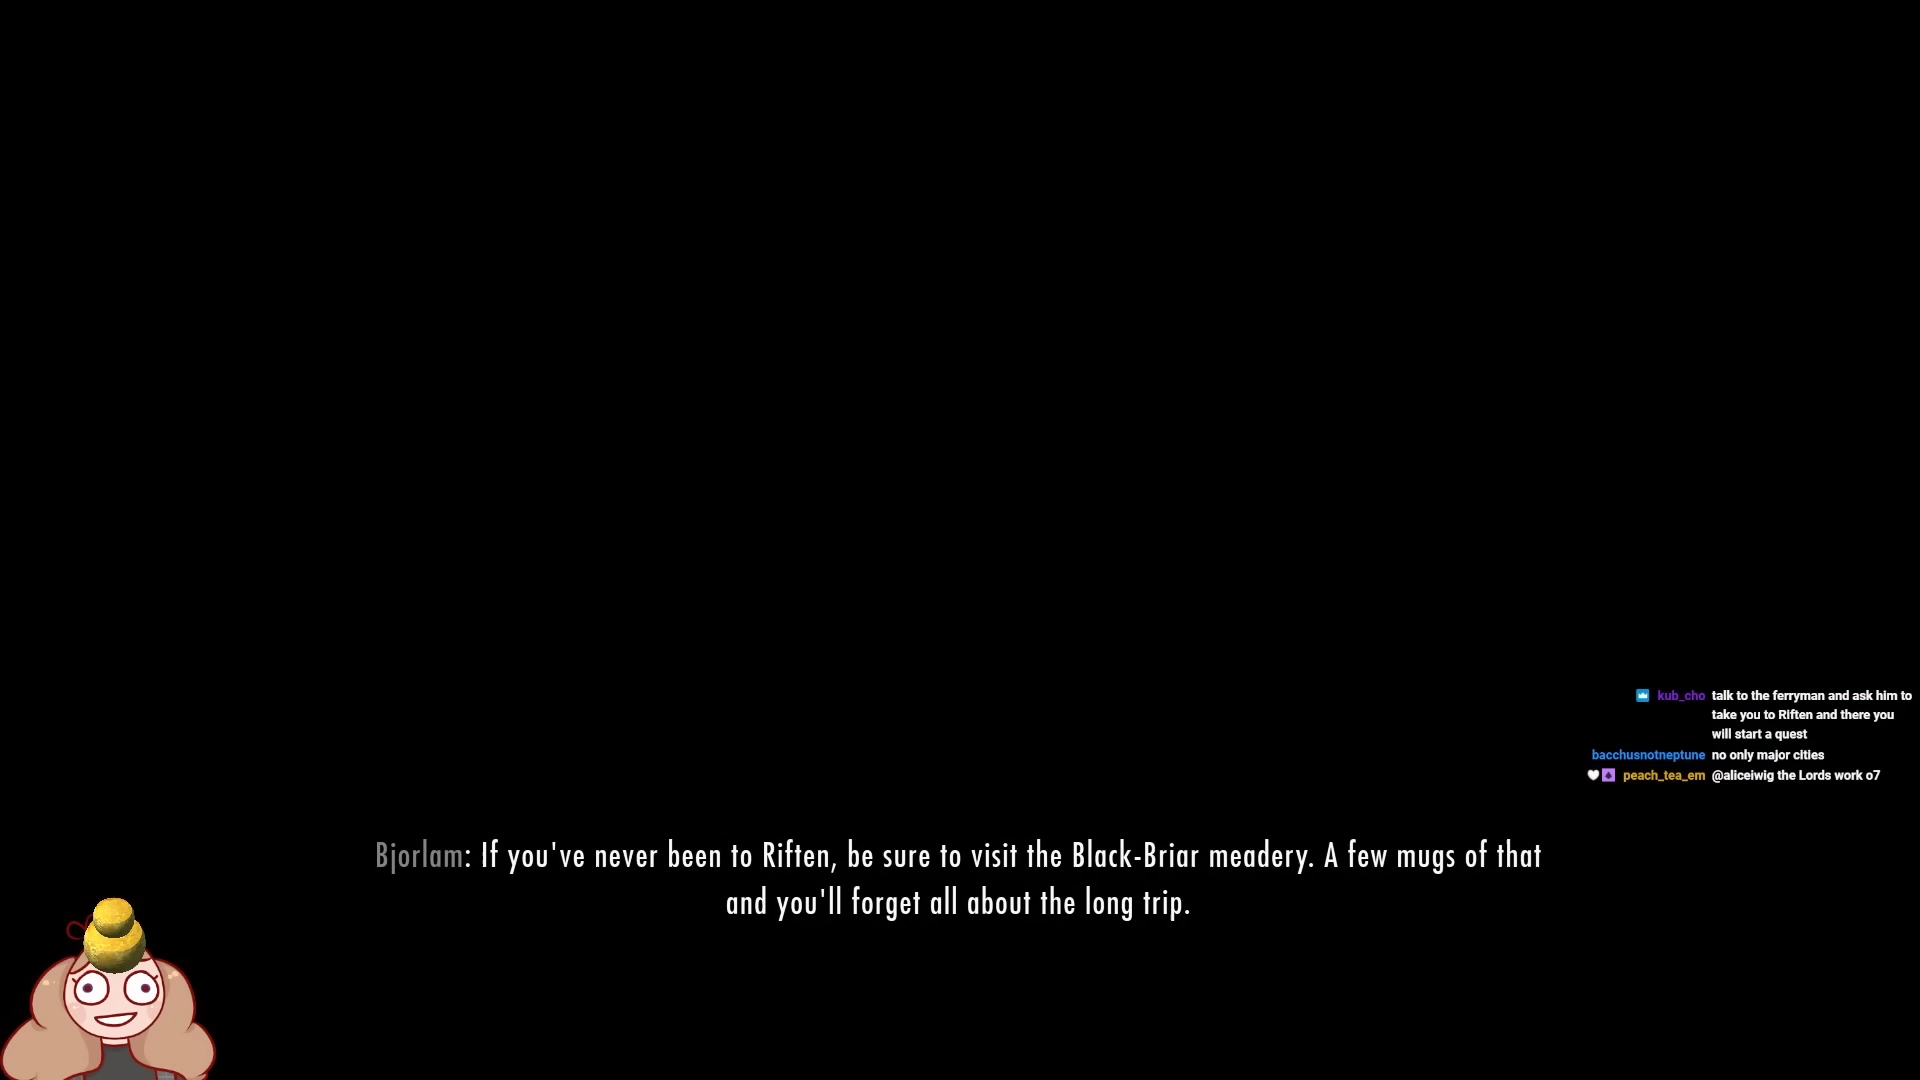 kub_cho talk to the ferryman and ask him to
take you to Riften and there you
will start a quest
bacchusnotneptune no only major cities
peach_tea_em @aliceiwig the Lords work o7
Bjorlam: If you've never been to Riften, be sure to visit the Black-Briar meadery. A few mugs of that
and you'll forget all about the long trip.